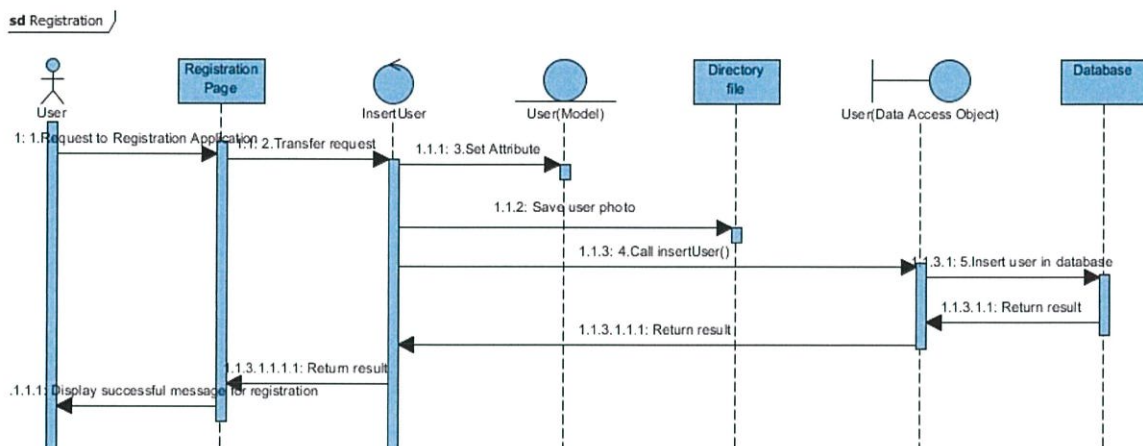 sd Registration
User
Registration
Page
InsertUser
User(Model)
Directory
file
User(Data Access Object)
Database
1: 1.Request to Registration Application
1.1: 2.Transfer request
1.1.1: 3.Set Attribute
1.1.2: Save user photo
1.1.3: 4.Call insertUser()
1.1.3.1: 5.Insert user in database
1.1.3.1.1: Return result
1.1.3.1.1.1: Return result
1.1.3.1.1.1.1: Return result
.1.1.1: Display successful message for registration